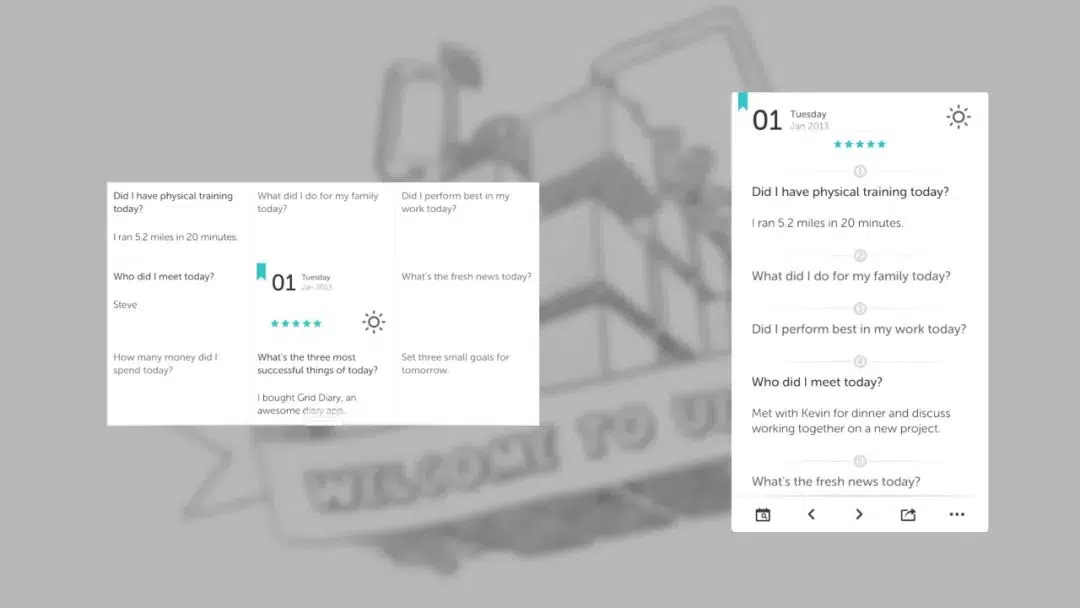 Did I have physical training
today?
I ran 5.2 miles in 20 minutes.
What did I do for my family
today?
Did I perform best in my
work today?
Who did I meet today?
Steve
01
Tuesday
Jan 2013
What's the fresh news today?
How many money did I
spend today?
What's the three most
successful things of today?
I bought Grid Diary, an
awesome diary app.
Set three small goals for
tomorrow.
01
Tuesday
Jan 2013
1
Did I have physical training today?
I ran 5.2 miles in 20 minutes.
2
What did I do for my family today?
3
Did I perform best in my work today?
4
Who did I meet today?
Met with Kevin for dinner and discuss
working together on a new project.
5
What's the fresh news today?
WELCOME TO